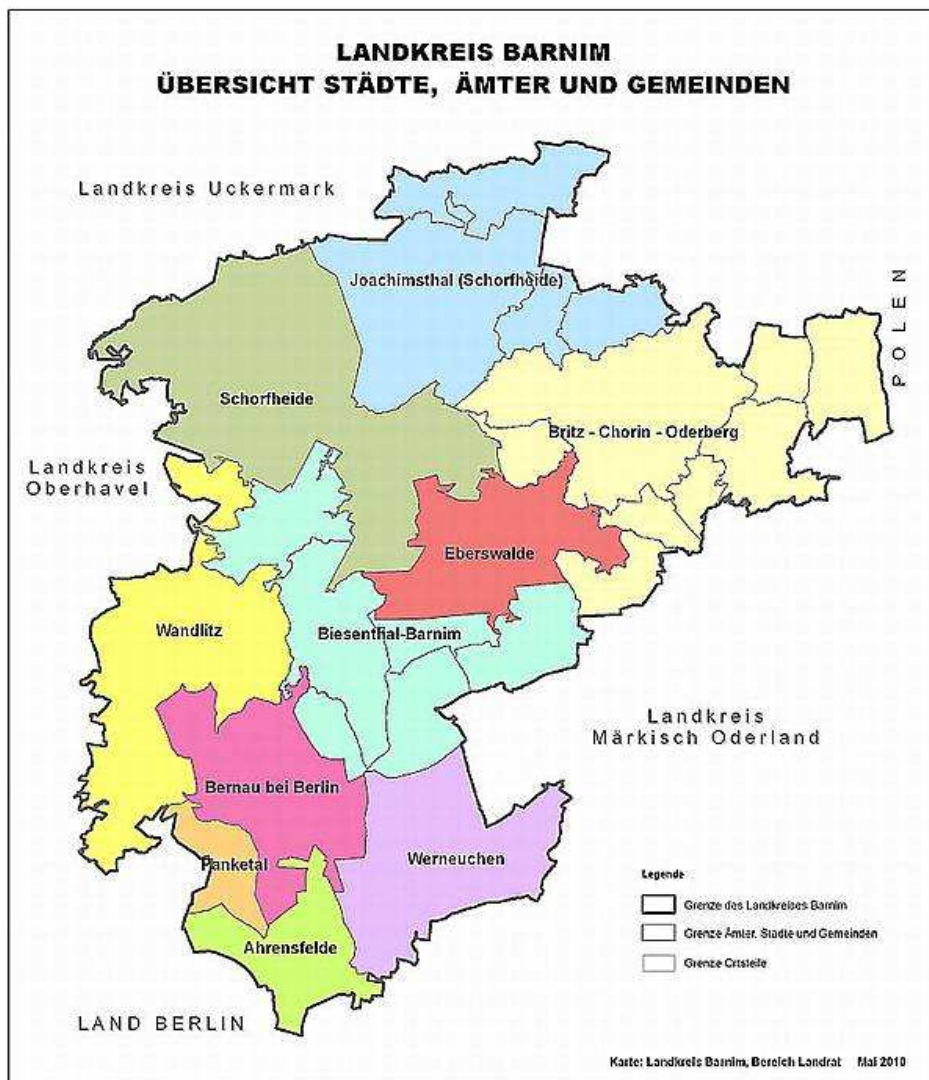 LANDKREIS BARNIM
ÜBERSICHT STÄDTE, ÄMTER UND GEMEINDEN
Landkreis Uckermark
Joachimsthal (Schorfheide)
POLEN
Schorfheide
Britz - Chorin - Oderberg
Landkreis
Oberhavel
Eberswalde
Wandlitz
Biesenthal-Barnim
Landkreis
Märkisch Oderland
Bernau bei Berlin
Panketal
Werneuchen
Ahrensfelde
Legende
Grenze des Landkreises Barnim
Grenze Ämter, Städte und Gemeinden
Grenze Ortsteile
LAND BERLIN
Karte: Landkreis Barnim, Bereich Landrat Mai 2010